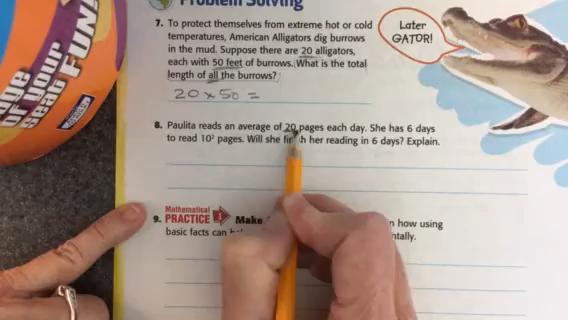 Problem Solving
7. To protect themselves from extreme hot or cold
temperatures, American Alligators dig burrows
in the mud. Suppose there are 20 alligators,
each with 50 feet of burrows. What is the total
length of all the burrows?
20 × 50 =
Later
GATOR!
8. Paulita reads an average of 20 pages each day. She has 6 days
to read 10² pages. Will she finish her reading in 6 days? Explain.
Mathematical
9. PRACTICE 1 Make n how using
basic facts can